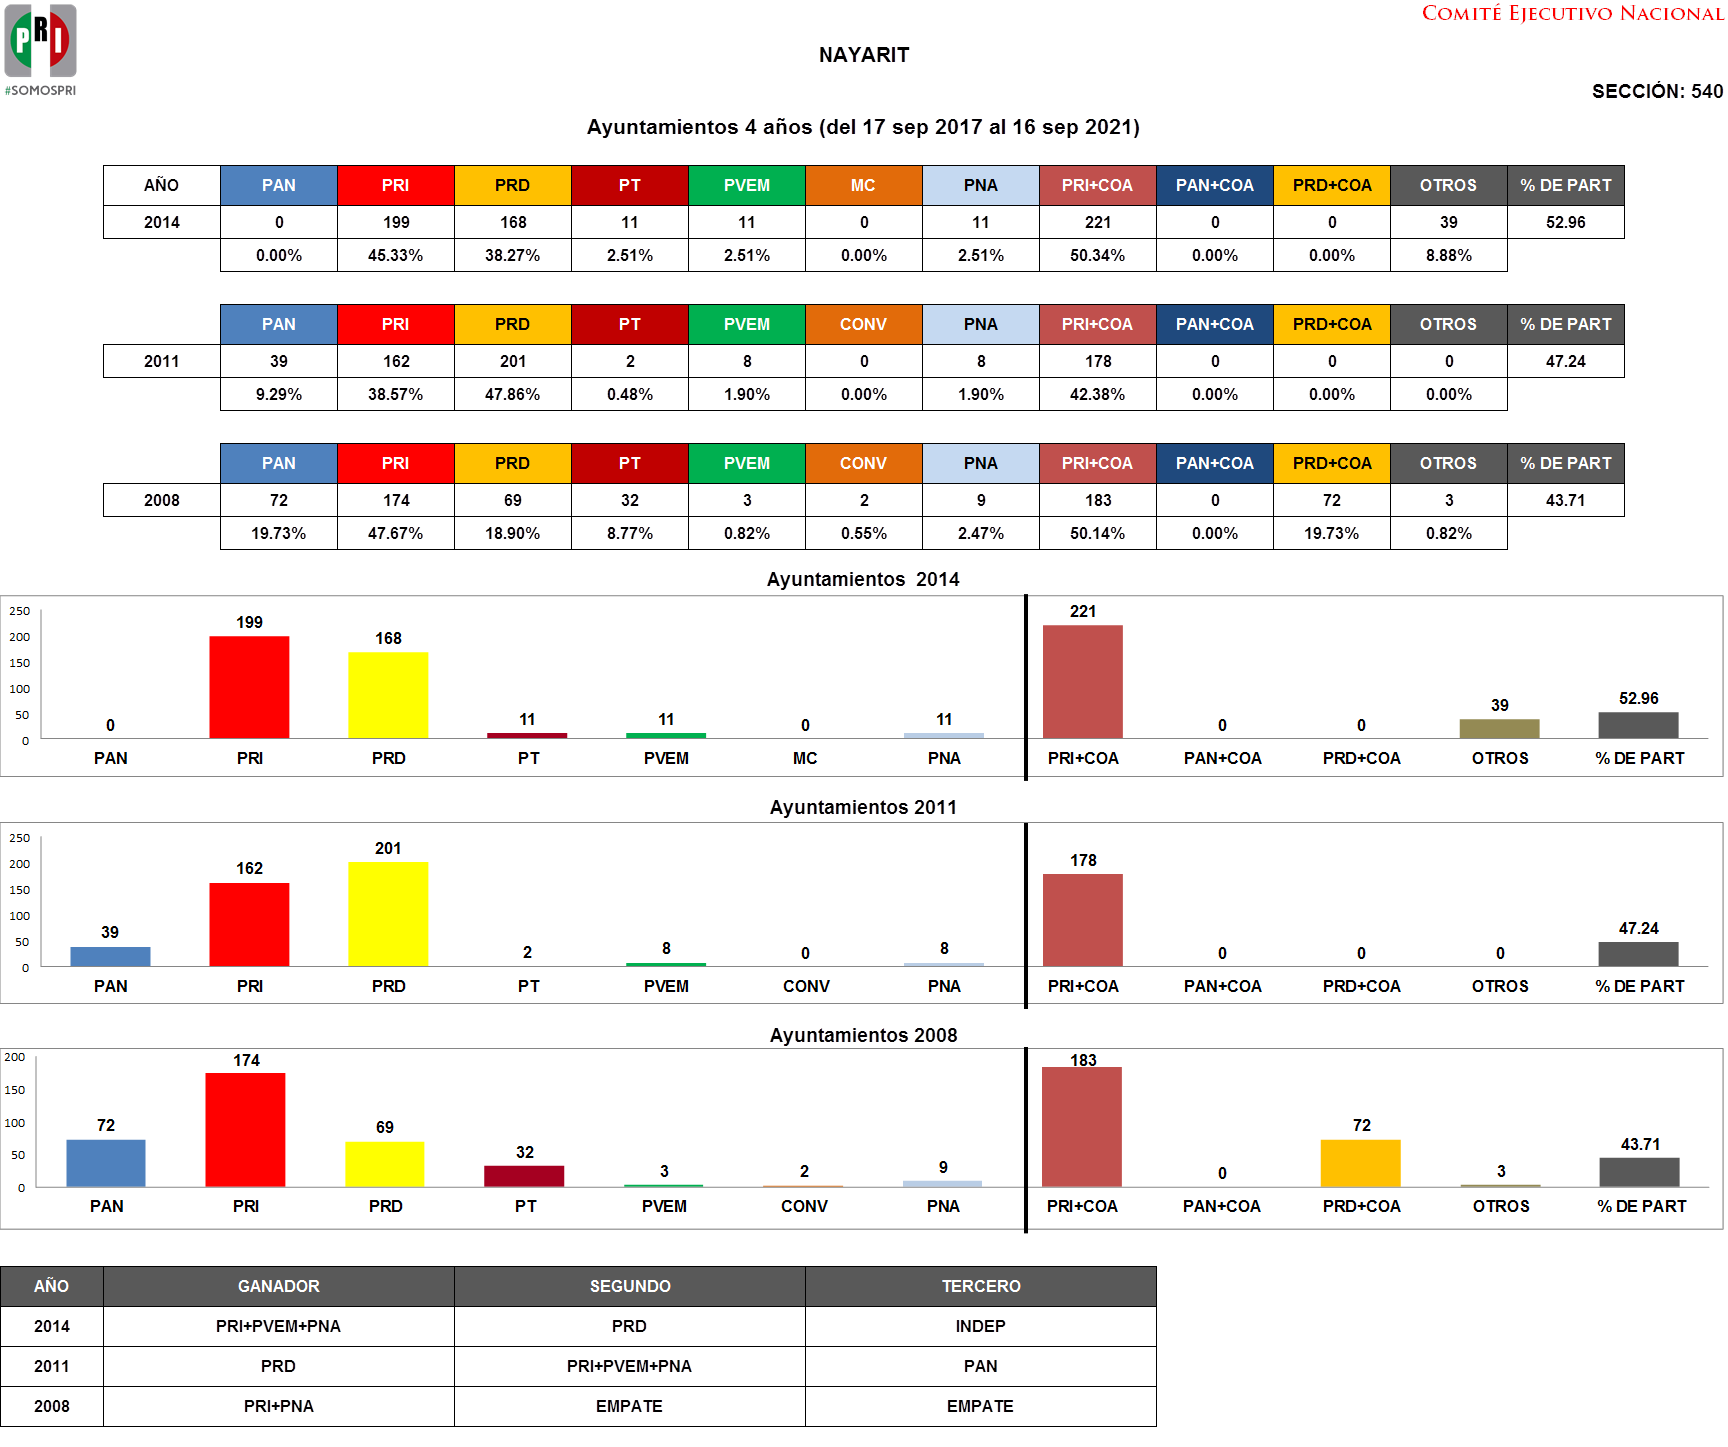 PRI
#SOMOSPRI
COMITÉ EJECUTIVO NACIONAL
NAYARIT
SECCIÓN: 540
Ayuntamientos 4 años (del 17 sep 2017 al 16 sep 2021)
AÑO PAN PRI PRD PT PVEM MC PNA PRI+COA PAN+COA PRD+COA OTROS % DE PART
2014 0 199 168 11 11 0 11 221 0 0 39 52.96
0.00% 45.33% 38.27% 2.51% 2.51% 0.00% 2.51% 50.34% 0.00% 0.00% 8.88%
PAN PRI PRD PT PVEM CONV PNA PRI+COA PAN+COA PRD+COA OTROS % DE PART
2011 39 162 201 2 8 0 8 178 0 0 0 47.24
9.29% 38.57% 47.86% 0.48% 1.90% 0.00% 1.90% 42.38% 0.00% 0.00% 0.00%
PAN PRI PRD PT PVEM CONV PNA PRI+COA PAN+COA PRD+COA OTROS % DE PART
2008 72 174 69 32 3 2 9 183 0 72 3 43.71
19.73% 47.67% 18.90% 8.77% 0.82% 0.55% 2.47% 50.14% 0.00% 19.73% 0.82%
Ayuntamientos 2014
250
200
150
100
50
0
0 199 168 11 11 0 11 221 0 0 39 52.96
PAN PRI PRD PT PVEM MC PNA PRI+COA PAN+COA PRD+COA OTROS % DE PART
Ayuntamientos 2011
250
200
150
100
50
0
39 162 201 2 8 0 8 178 0 0 0 47.24
PAN PRI PRD PT PVEM CONV PNA PRI+COA PAN+COA PRD+COA OTROS % DE PART
Ayuntamientos 2008
200
150
100
50
0
72 174 69 32 3 2 9 183 0 72 3 43.71
PAN PRI PRD PT PVEM CONV PNA PRI+COA PAN+COA PRD+COA OTROS % DE PART
AÑO GANADOR SEGUNDO TERCERO
2014 PRI+PVEM+PNA PRD INDEP
2011 PRD PRI+PVEM+PNA PAN
2008 PRI+PNA EMPATE EMPATE